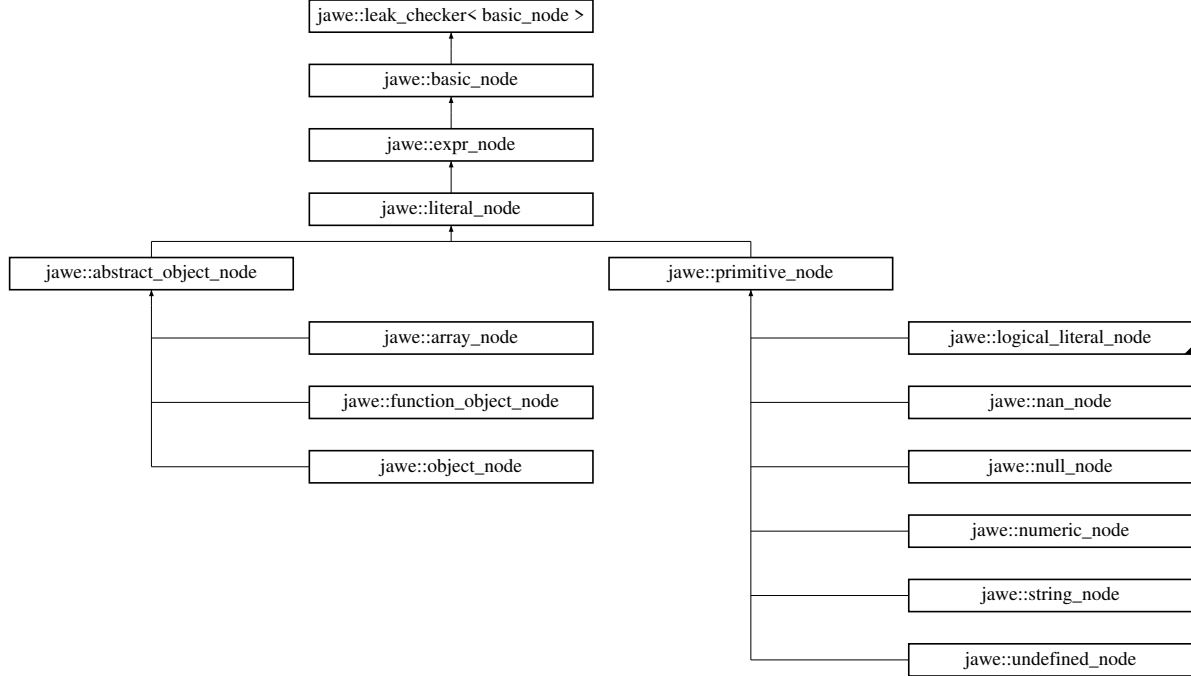 jawe::leak_checker< basic_node >
jawe::basic_node
jawe::expr_node
jawe::literal_node
jawe::abstract_object_node
jawe::primitive_node
jawe::array_node
jawe::logical_literal_node
jawe::function_object_node
jawe::nan_node
jawe::object_node
jawe::null_node
jawe::numeric_node
jawe::string_node
jawe::undefined_node